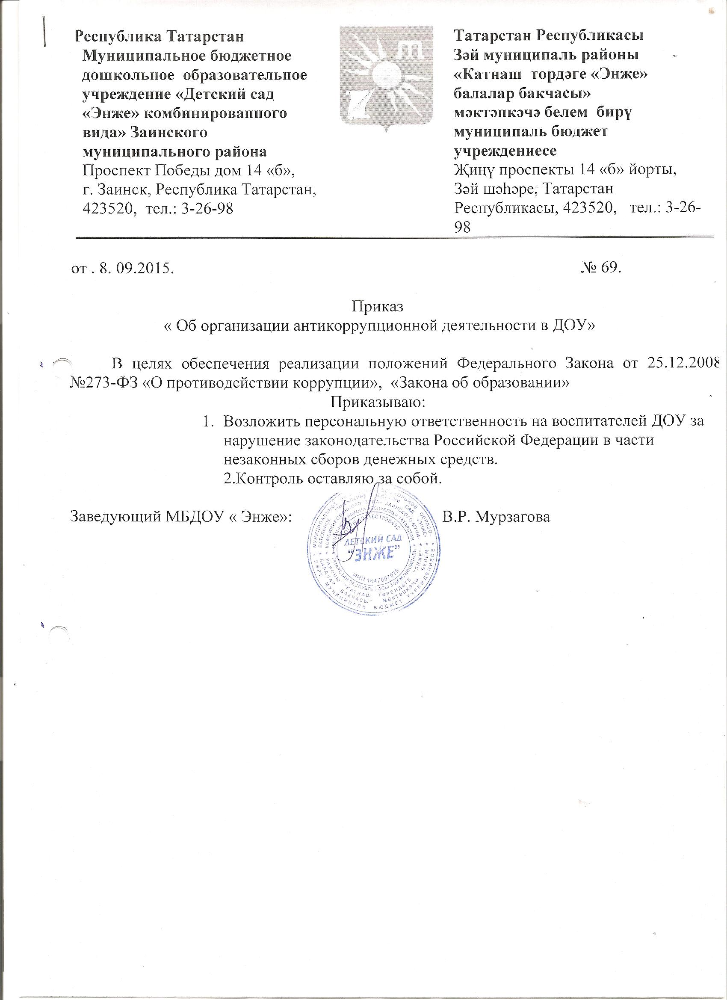 Республика Татарстан
Муниципальное бюджетное
дошкольное образовательное
учреждение «Детский сад
«Энже» комбинированного
вида» Заинского
муниципального района
Проспект Победы дом 14 «б»,
г. Заинск, Республика Татарстан,
423520, тел.: 3-26-98
Татарстан Республикасы
Зәй муниципаль районы
«Катнаш төрдәге «Энҗе»
балалар бакчасы»
мәктәпкәчә белем бирү
муниципаль бюджет
учреждениесе
Җиңү проспекты 14 «б» йорты,
Зәй шәһәре, Татарстан
Республикасы, 423520, тел.: 3-26-
98
от . 8. 09.2015.
№ 69.
Приказ
« Об организации антикоррупционной деятельности в ДОУ»
В целях обеспечения реализации положений Федерального Закона от 25.12.2008
№273-ФЗ «О противодействии коррупции», «Закона об образовании»
Приказываю:
1. Возложить персональную ответственность на воспитателей ДОУ за
нарушение законодательства Российской Федерации в части
незаконных сборов денежных средств.
2.Контроль оставляю за собой.
Заведующий МБДОУ « Энже»: В.Р. Мурзагова
ДЕТСКИЙ САД
"ЭНЖЕ"
ИНН 1647007076